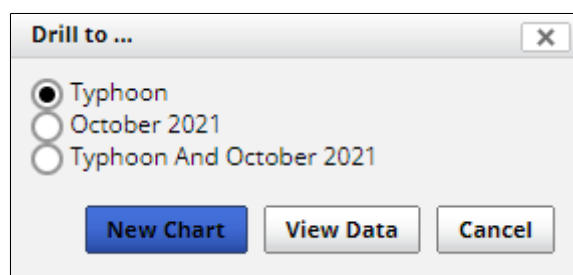 Drill to ...
Typhoon
October 2021
Typhoon And October 2021
New Chart View Data Cancel